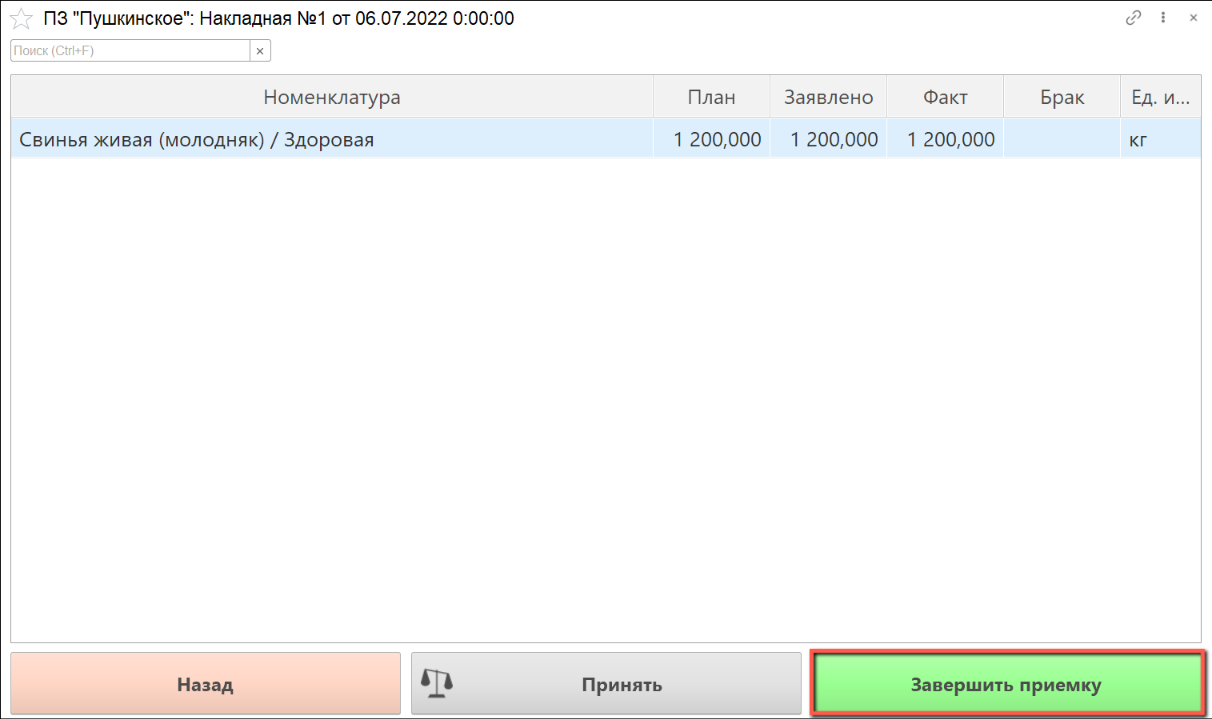 ПЗ "Пушкинское": Накладная №1 от 06.07.2022 0:00:00
Поиск (Ctrl+F)
Номенклатура План Заявлено Факт Брак Ед. и...
Свинья живая (молодняк) / Здоровая 1 200,000 1 200,000 1 200,000 кг
Назад Принять Завершить приемку